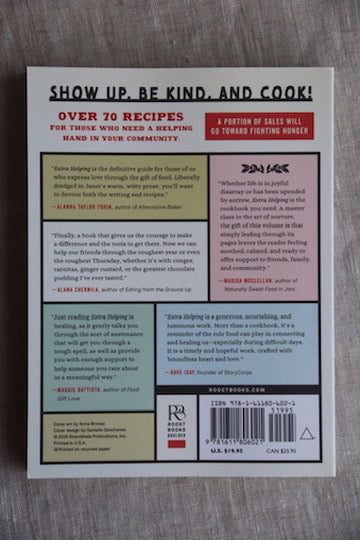 SHOW UP, BE KIND, AND COOK!
OVER 70 RECIPES
FOR THOSE WHO NEED A HELPING
HAND IN YOUR COMMUNITY.
A PORTION OF SALES WILL
GO TOWARD FIGHTING HUNGER
"Extra Helping is the definitive guide for those of us
who express love through the gift of food. Liberally
dredged in Janet's warm, witty prose, you'll want
to devour both the writing and recipes."
—ALANNA TAYLOR-TOBIN, author of Alternative Baker
"Whether life is in joyful
disarray or has been upended
by sorrow, Extra Helping is the
cookbook you need. A master
class in the art of nurture,
the gift of this volume is that
simply leafing through its
pages leaves the reader feeling
soothed, calmed, and ready to
offer support to friends, family,
and community."
—MARISA MCCLELLAN, author of
Naturally Sweet Food in Jars
"Finally, a book that gives us the courage to make
a difference and the tools to get there. Now we can
help our friends through the roughest year or even
the roughest Thursday, whether it's with congee,
carnitas, ginger custard, or the greatest chocolate
pudding I've ever tasted."
—ALANA CHERNILA, author of Eating from the Ground Up
"Just reading Extra Helping is
healing, as it gently talks you
through the sort of sustenance
that will get you through a
tough spell, as well as provide
you with enough support to
help someone you care about
in a meaningful way."
—MAGGIE BATTISTA, author of Food
Gift Love
"Extra Helping is a generous, nourishing, and
luminous work. More than a cookbook, it's a
reminder of the role food can play in connecting
and healing us—especially during difficult days.
It is a timely and hopeful work, crafted with
boundless heart and love."
—DAVE ISAY, founder of StoryCorps
ROOSTBOOKS.COM
Cover art by Anna Brones
Cover design by Danielle Deschenes
©2018 Shambhala Publications, Inc.
Printed in U.S.A.
Printed on recycled paper
RB
ROOST
BOOKS
BOULDER
ISBN 978-1-61180-602-1
51995
9 781611 806021
U.S. $19.95
CAN $25.95